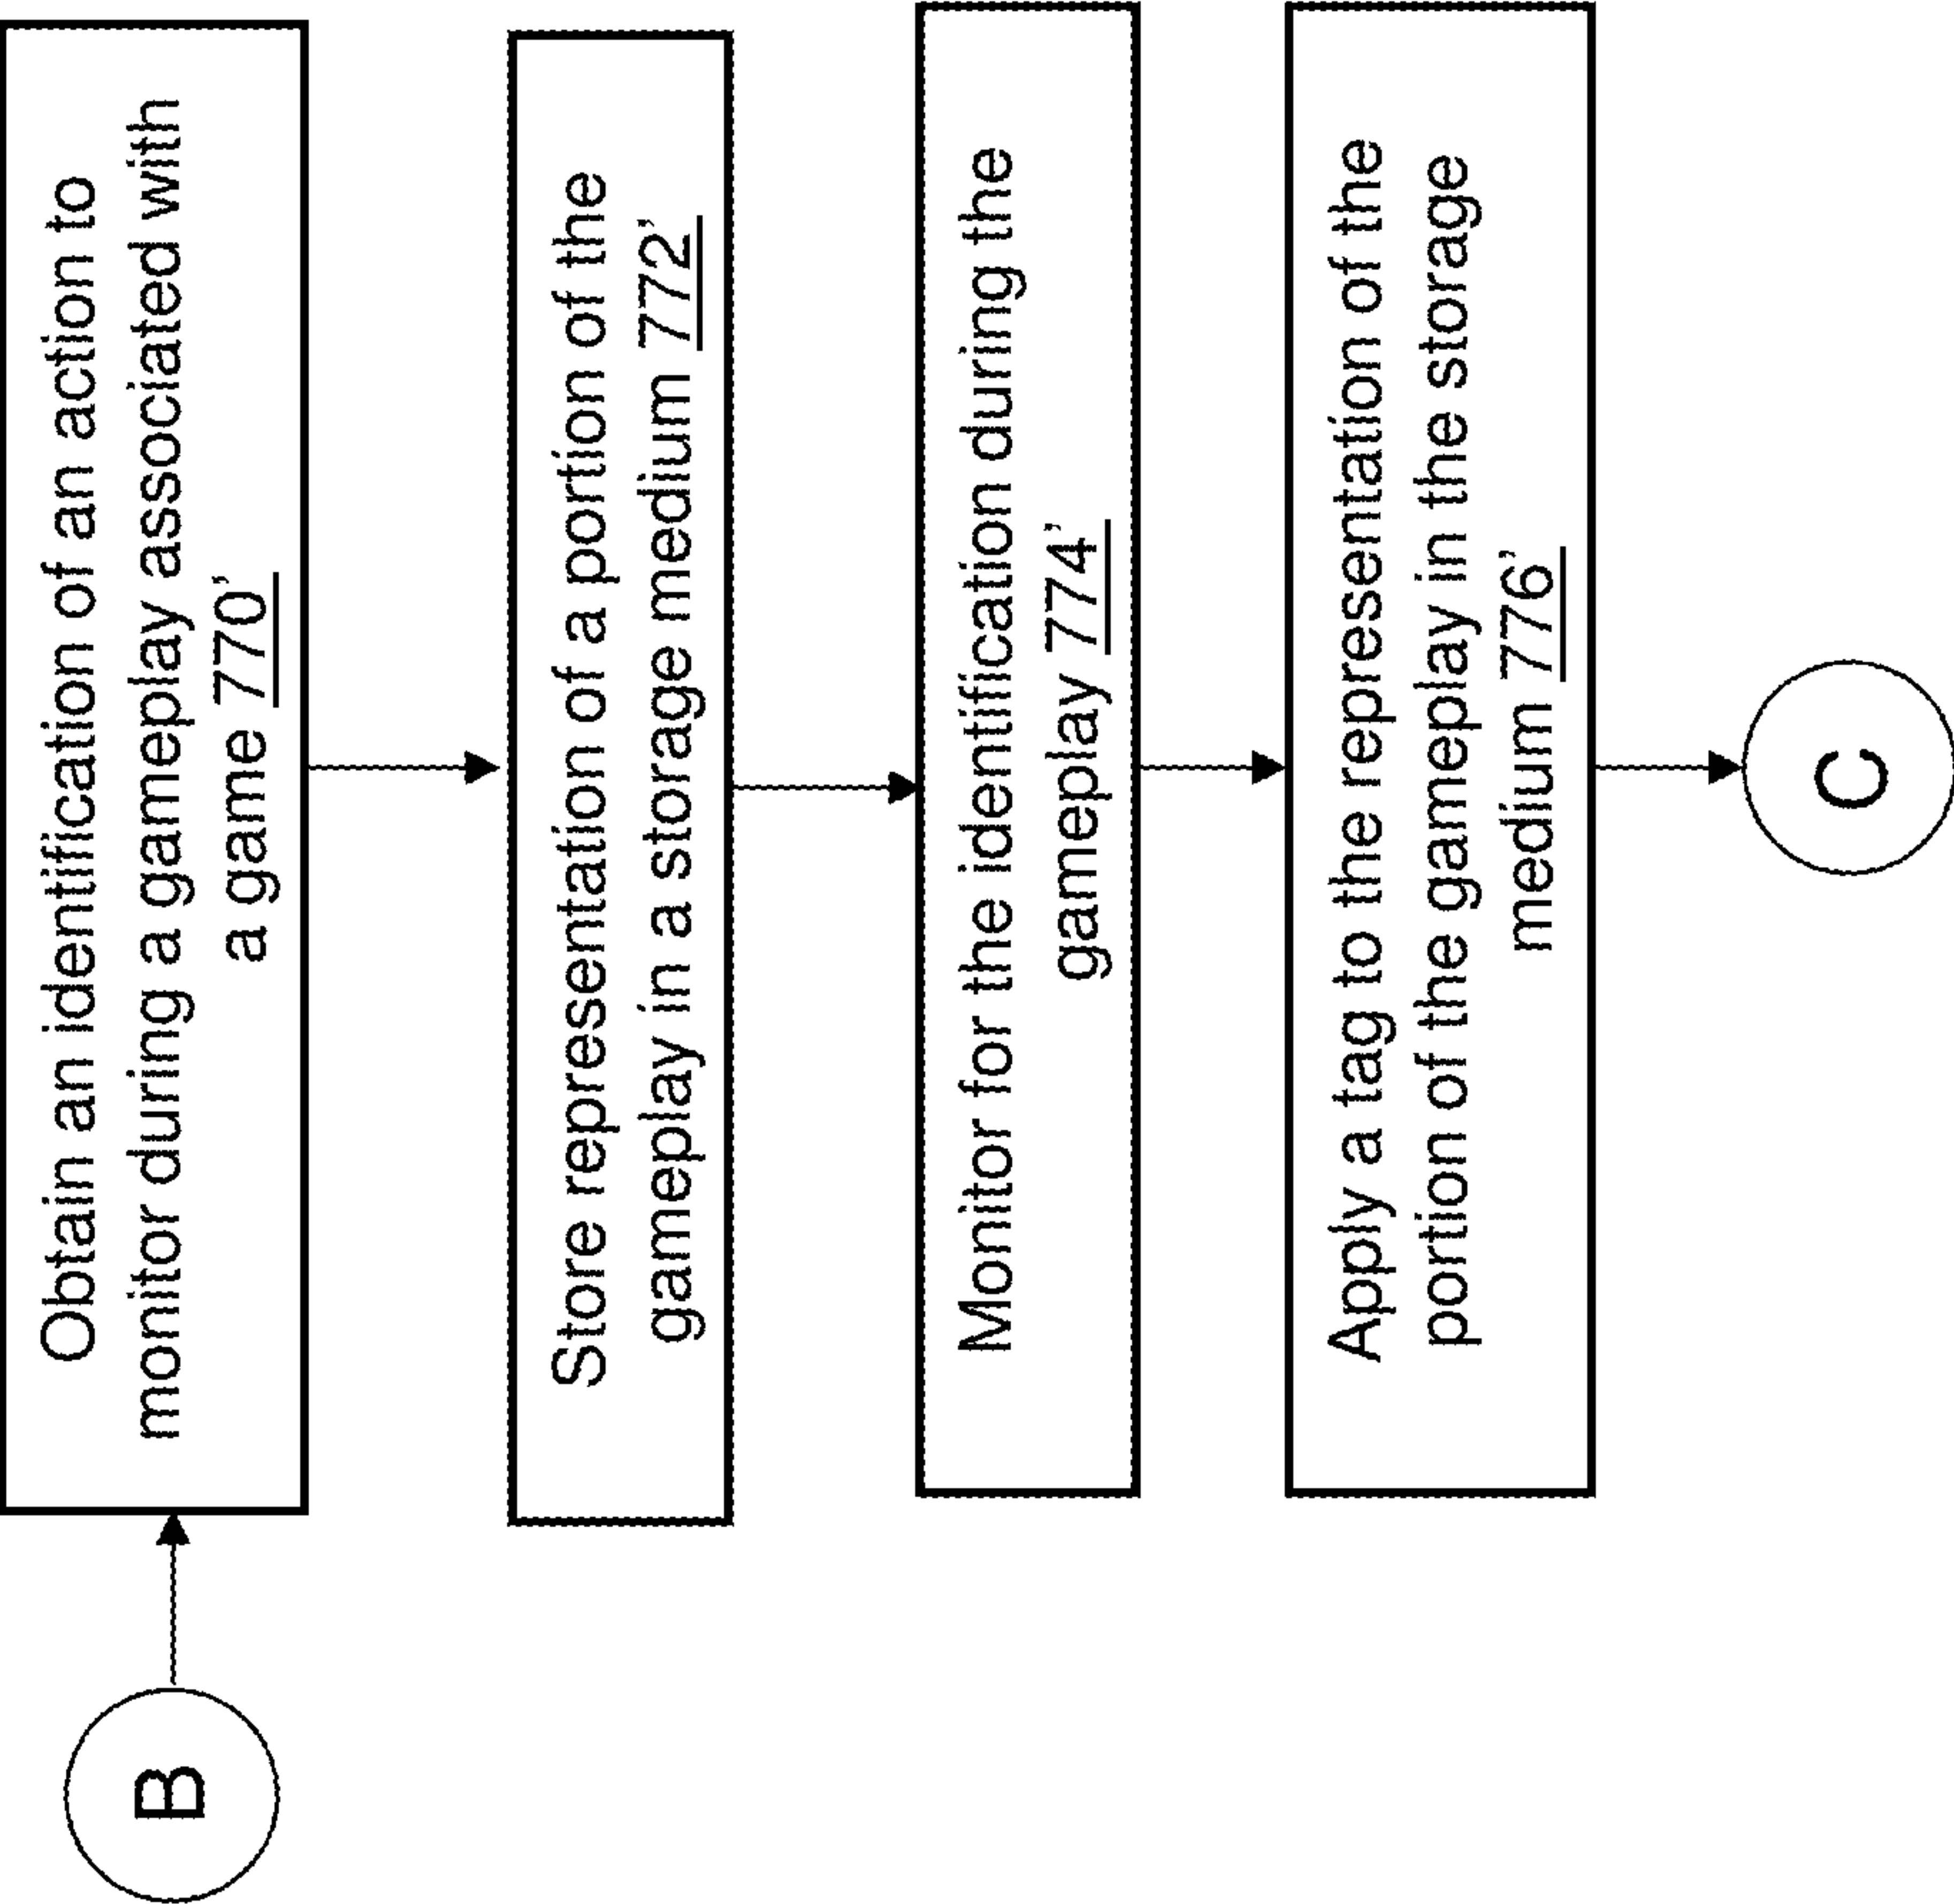 B
Obtain an identification of an action to
monitor during a gameplay associated with
a game 770’
Store representation of a portion of the
gameplay in a storage medium 772’
Monitor for the identification during the
gameplay 774’
Apply a tag to the representation of the
portion of the gameplay in the storage
medium 776’
C